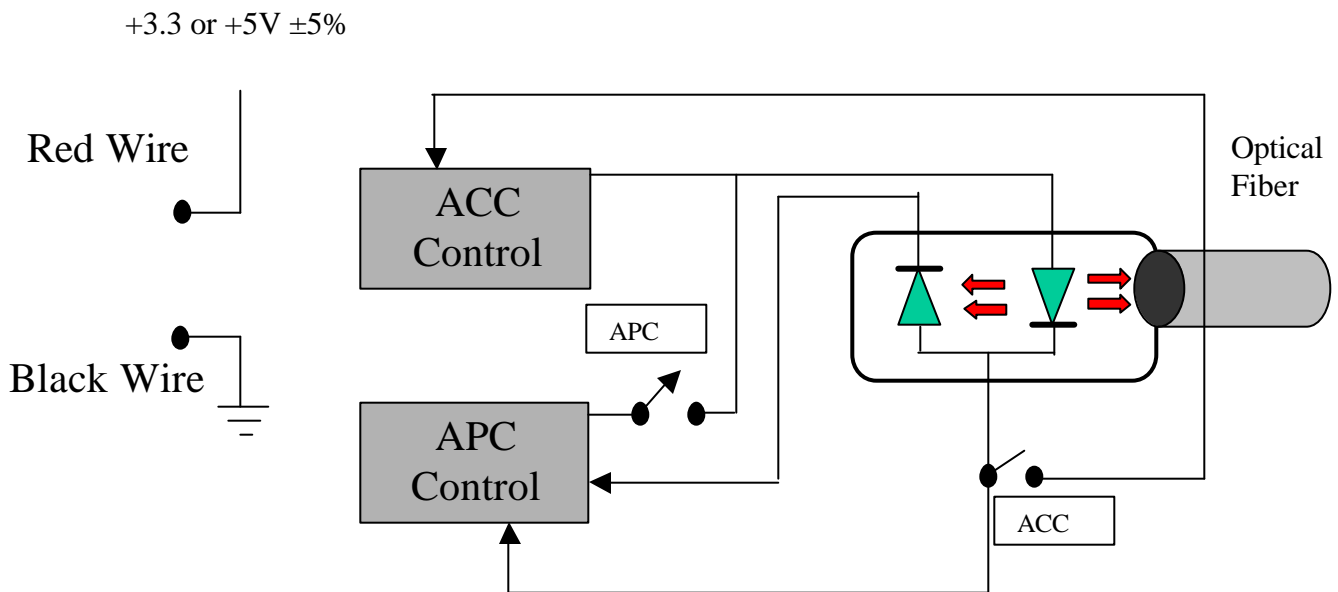 +3.3 or +5V ±5%
Red Wire
Optical
Fiber
ACC
Control
APC
Black Wire
APC
Control
ACC